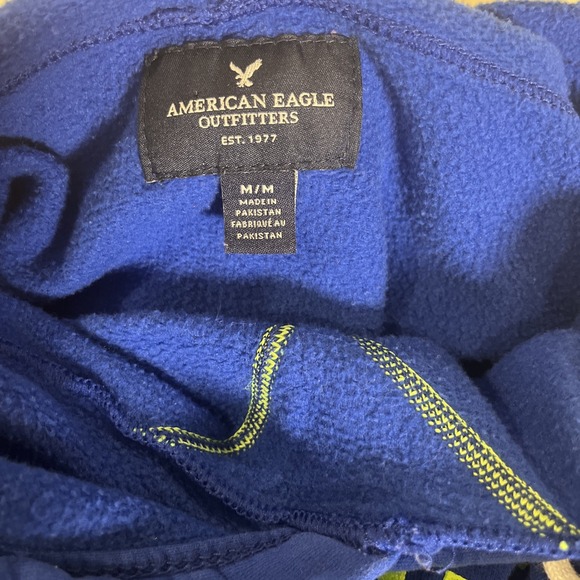 AMERICAN EAGLE
OUTFITTERS
EST. 1977
M/M
MADE IN
PAKISTAN
FABRIQUÉ AU
PAKISTAN